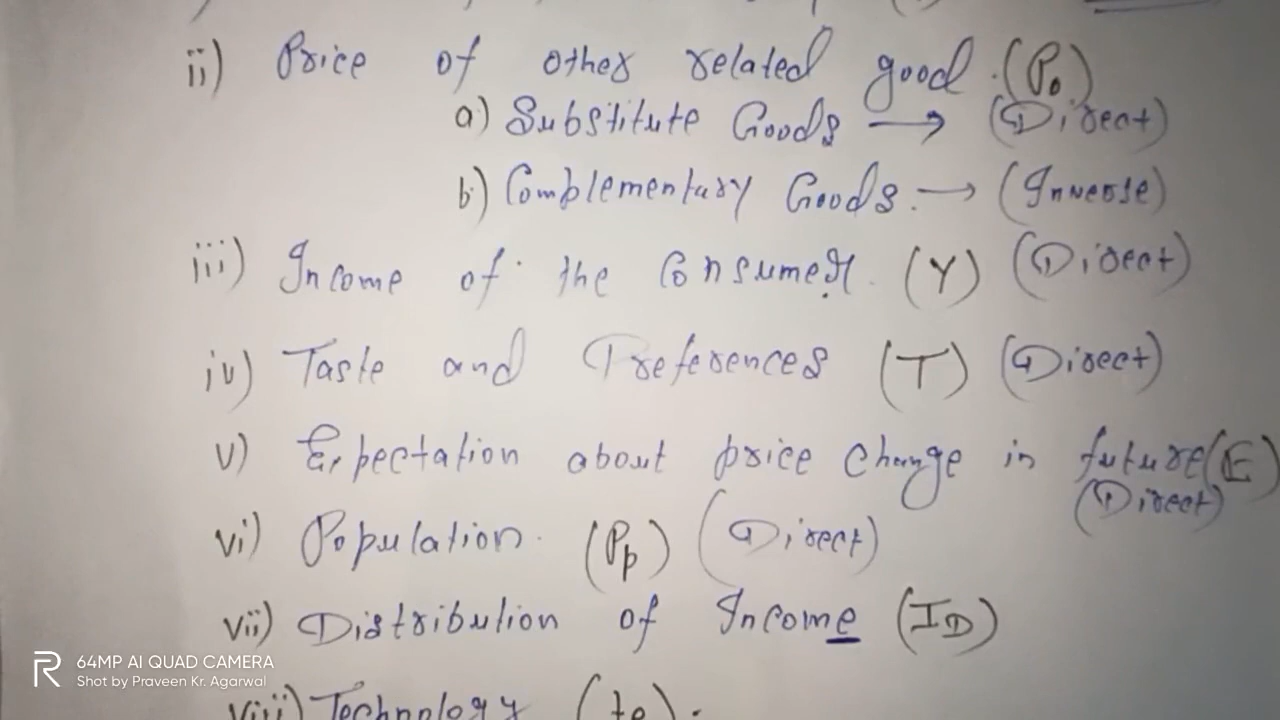 ii) Price of other related good (Po)
a) Substitute Goods → (Direct)
b) Complementary Goods. → (Inverse)
iii) Income of the Consumer (Y) (Direct)
iv) Taste and Preferences (T) (Direct)
v) Expectation about price change in future (E)
(Direct)
vi) Population (Pp) (Direct)
vii) Distribution of Income (ID)
viii) Technology (te).
64MP AI QUAD CAMERA
Shot by Praveen Kr. Agarwal